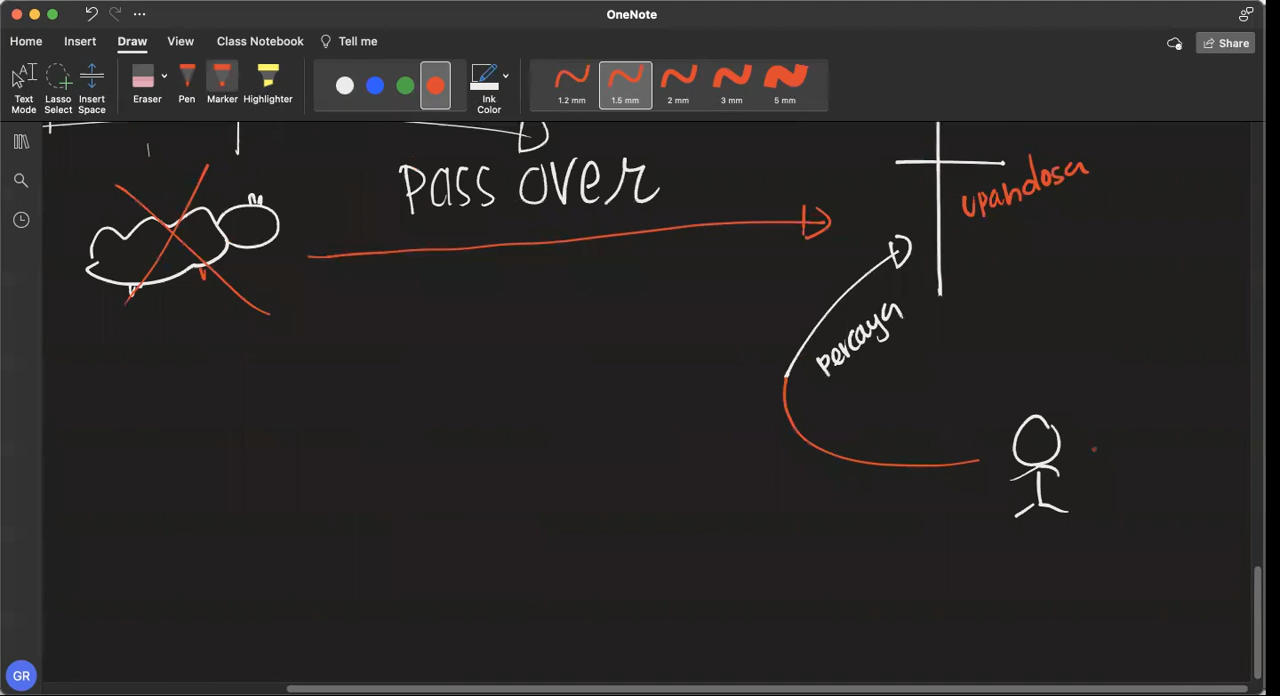 OneNote
Home Insert Draw View Class Notebook Tell me
Share
Text Mode
Lasso Select
Insert Space
Eraser
Pen
Marker
Highlighter
Ink Color
1.2 mm
1.5 mm
2 mm
3 mm
5 mm
pass over
upahdosa
percaya
GR